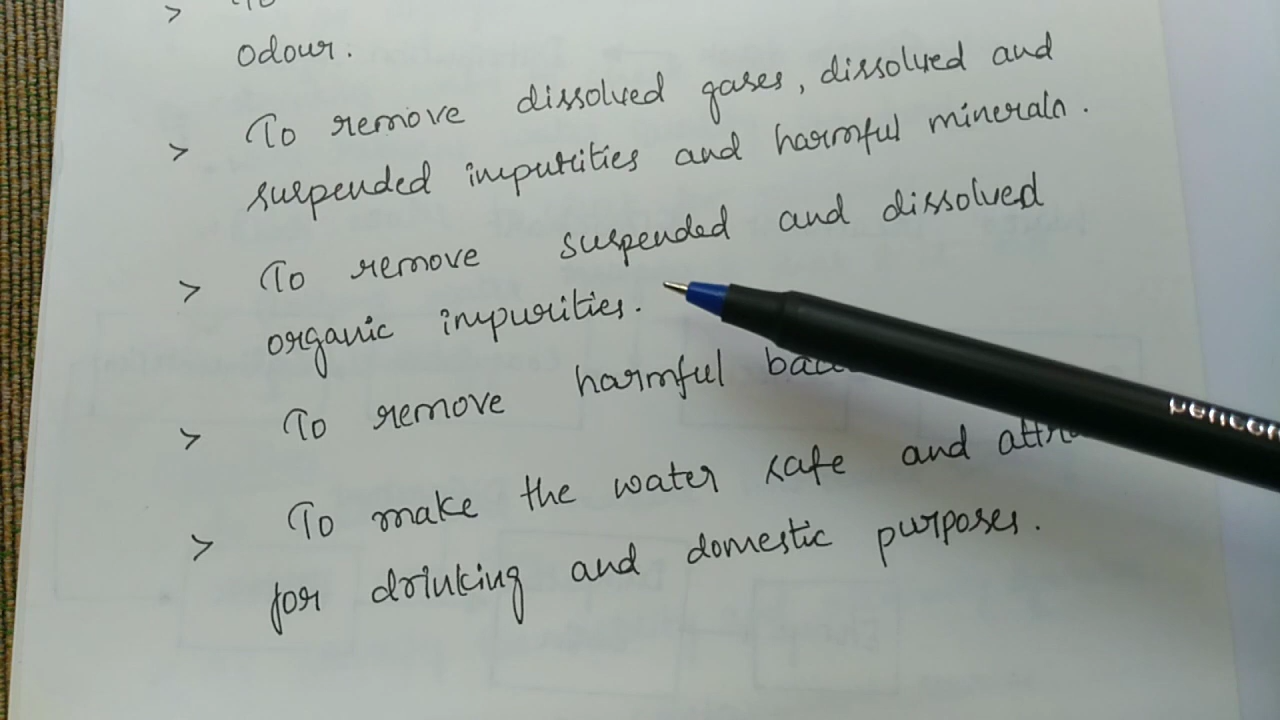 > To
odour.
> To remove dissolved gases, dissolved and
suspended impurities and harmful minerals.
> To remove suspended and dissolved
organic impurities.
> To remove harmful
> To make the water safe and
for drinking and domestic purposes.